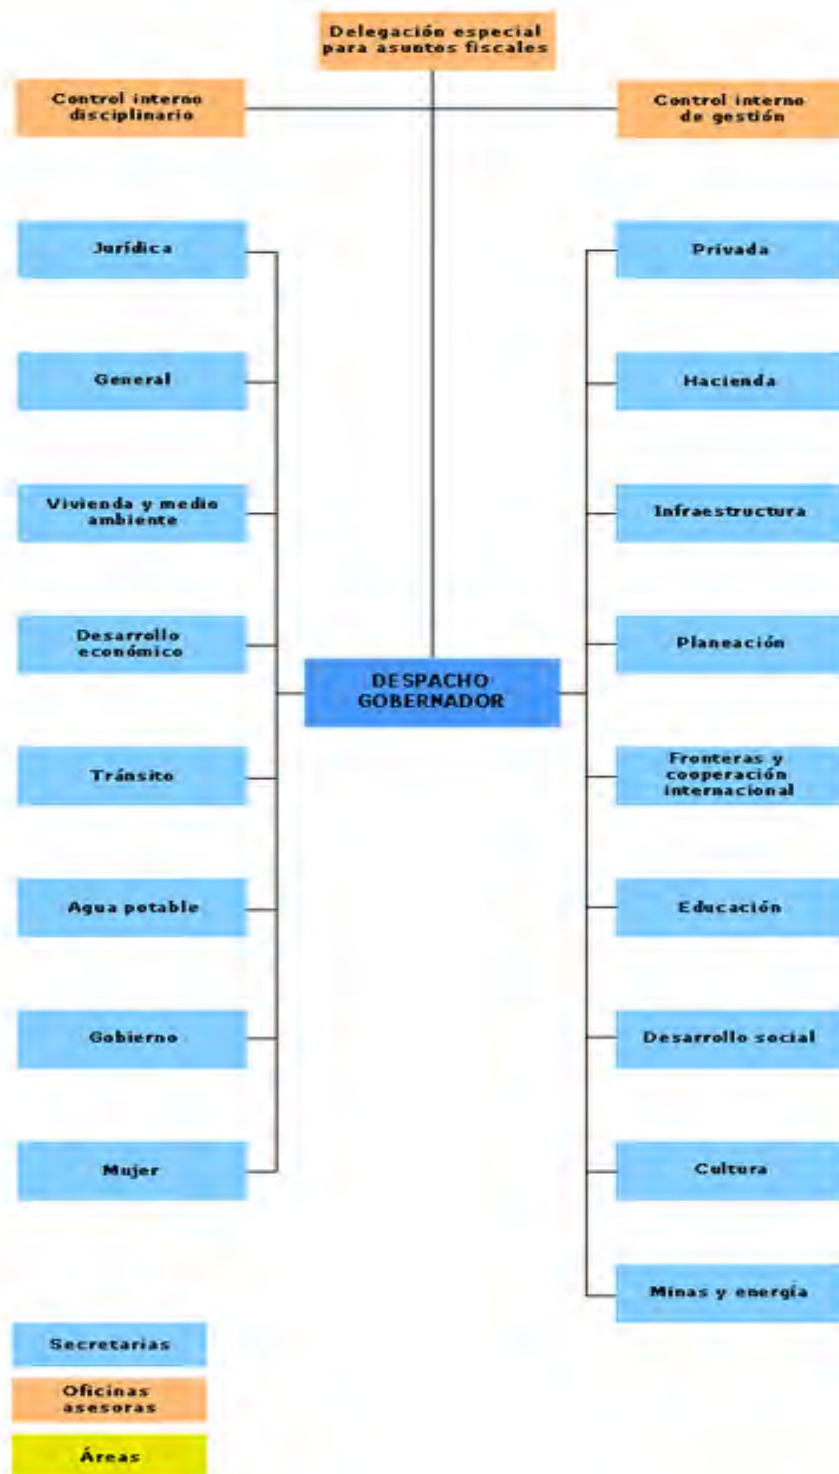 Delegación especial
para asuntos fiscales
Control interno
disciplinario
Control interno
de gestión
Jurídica
Privada
General
Hacienda
Vivienda y medio
ambiente
Infraestructura
Desarrollo
económico
Planeación
DESPACHO
GOBERNADOR
Tránsito
Fronteras y
cooperación
internacional
Agua potable
Educación
Gobierno
Desarrollo social
Mujer
Cultura
Minas y energía
Secretarias
Oficinas
asesoras
Áreas